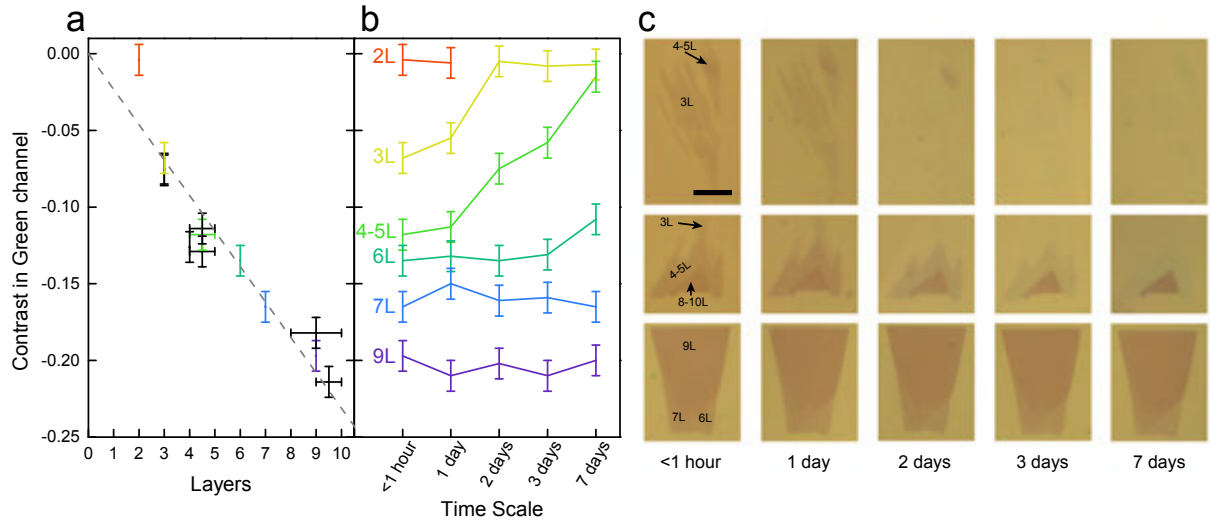 a
0.00
-0.05
-0.10
-0.15
-0.20
-0.25
Contrast in Green channel
0 1 2 3 4 5 6 7 8 9 10
Layers
b
2L
3L
4-5L
6L
7L
9L
<1 hour
1 day
2 days
3 days
7 days
Time Scale
c
4-5L
3L
3L
4-5L
8-10L
9L
7L 6L
<1 hour 1 day 2 days 3 days 7 days